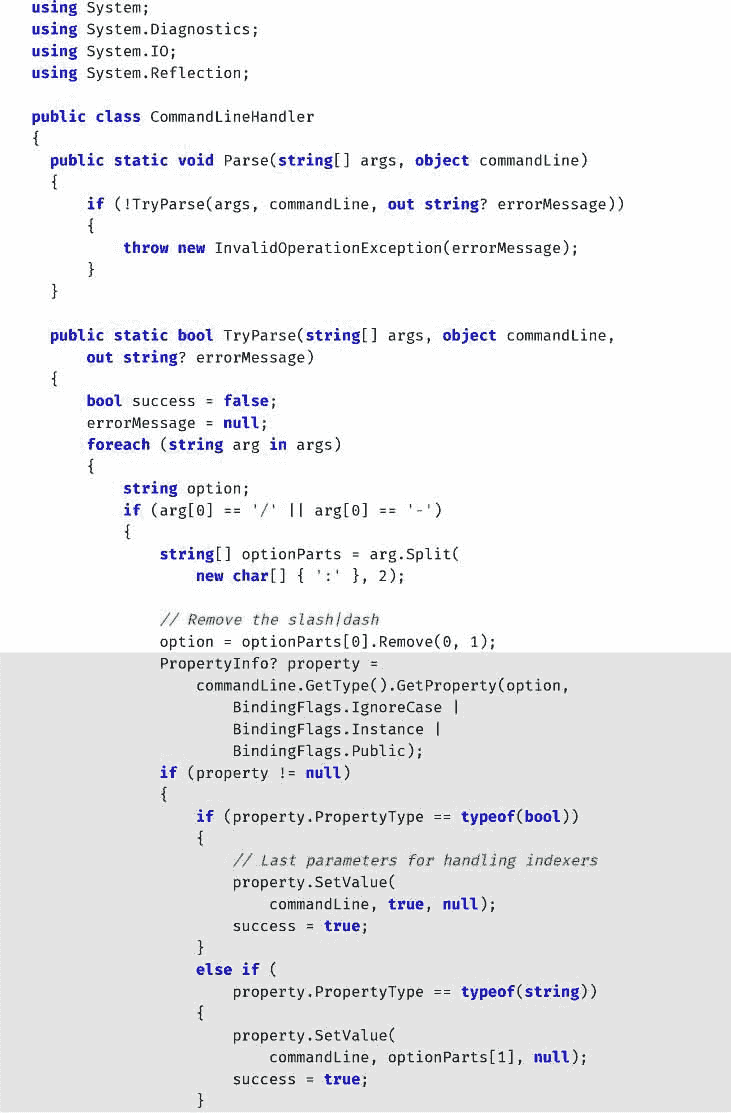 using System;
using System.Diagnostics;
using System.IO;
using System.Reflection;

public class CommandLineHandler
{
  public static void Parse(string[] args, object commandLine)
  {
      if (!TryParse(args, commandLine, out string? errorMessage))
      {
          throw new InvalidOperationException(errorMessage);
      }
  }

  public static bool TryParse(string[] args, object commandLine,
      out string? errorMessage)
  {
      bool success = false;
      errorMessage = null;
      foreach (string arg in args)
      {
          string option;
          if (arg[0] == '/' || arg[0] == '-')
          {
              string[] optionParts = arg.Split(
                  new char[] { ':' }, 2);

              // Remove the slash|dash
              option = optionParts[0].Remove(0, 1);
              PropertyInfo? property =
                  commandLine.GetType().GetProperty(option,
                      BindingFlags.IgnoreCase |
                      BindingFlags.Instance |
                      BindingFlags.Public);
              if (property != null)
              {
                  if (property.PropertyType == typeof(bool))
                  {
                      // Last parameters for handling indexers
                      property.SetValue(
                          commandLine, true, null);
                      success = true;
                  }
                  else if (
                      property.PropertyType == typeof(string))
                  {
                      property.SetValue(
                          commandLine, optionParts[1], null);
                      success = true;
                  }